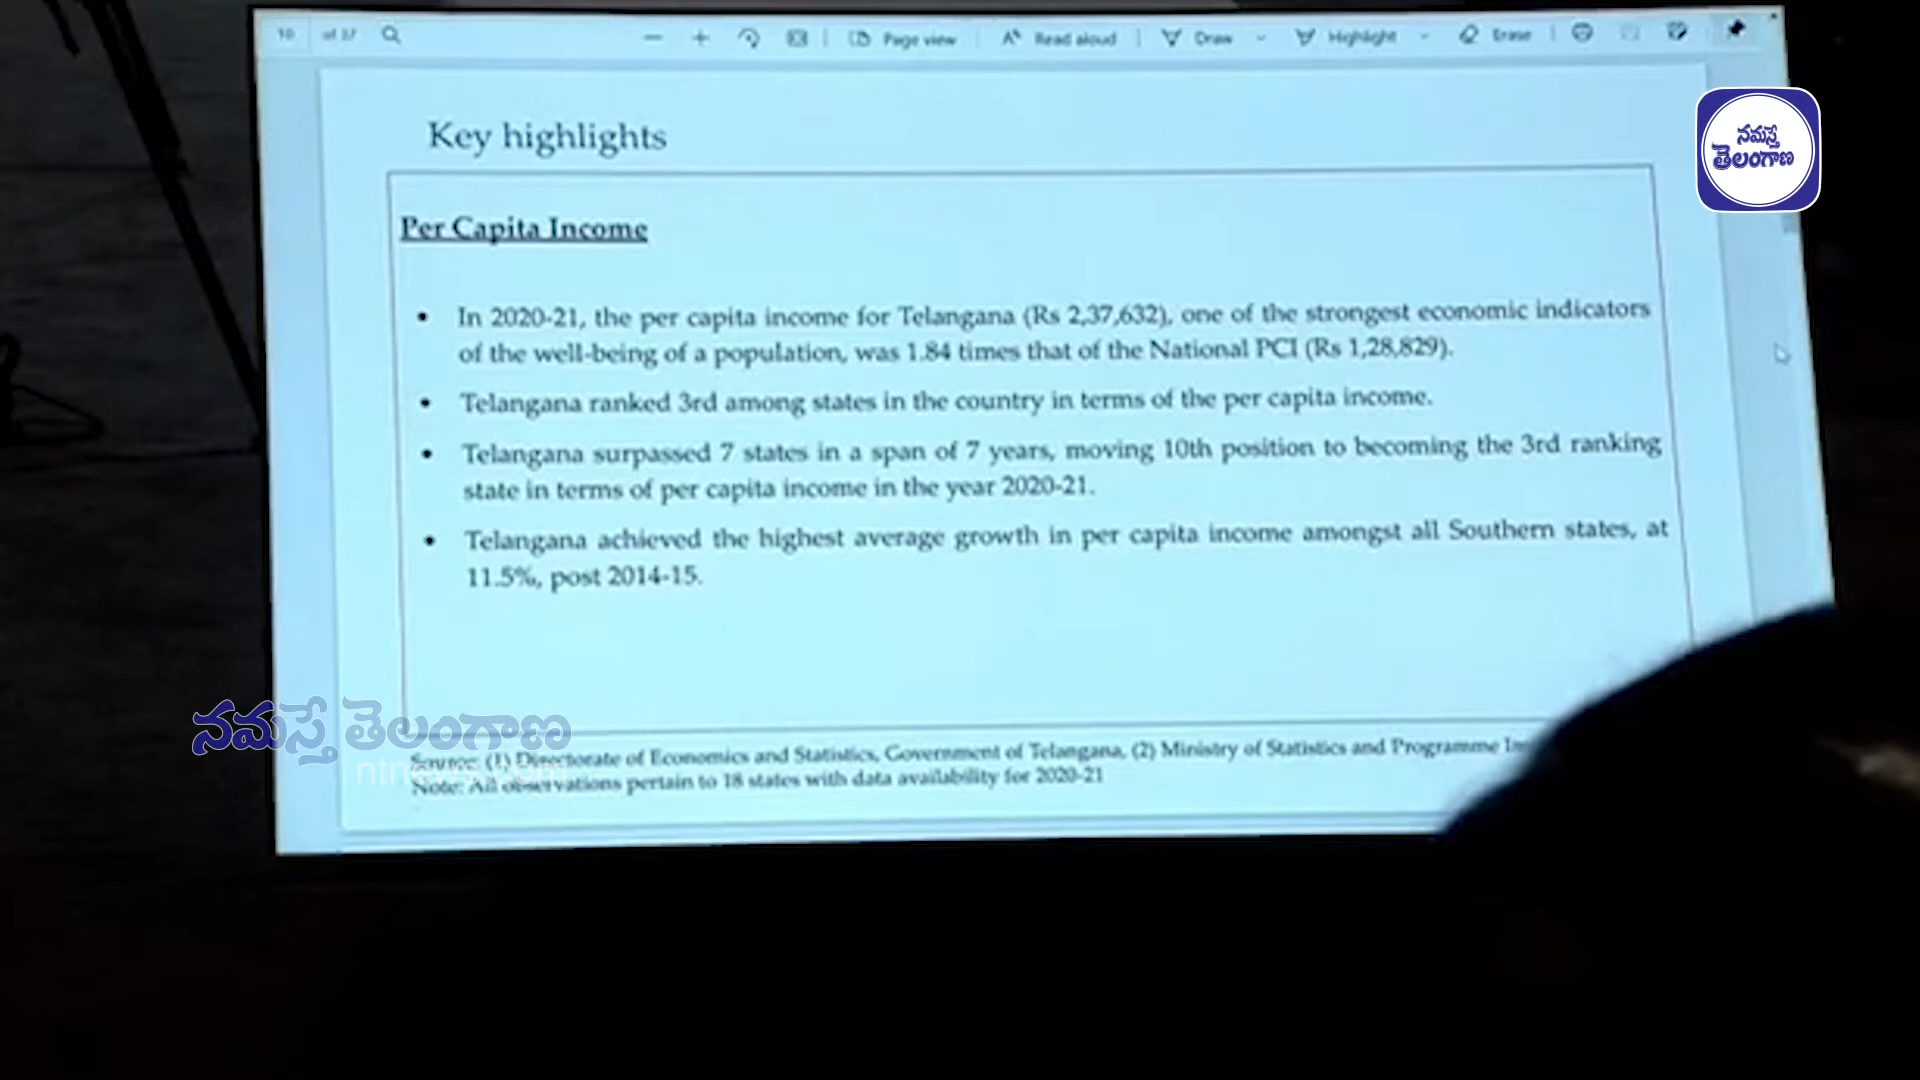 10 of 37 Page view Read aloud Draw Highlight Erase
నమస్తే
తెలంగాణ
Key highlights
Per Capita Income
• In 2020-21, the per capita income for Telangana (Rs 2,37,632), one of the strongest economic indicators
of the well-being of a population, was 1.84 times that of the National PCI (Rs 1,28,829).
• Telangana ranked 3rd among states in the country in terms of the per capita income.
• Telangana surpassed 7 states in a span of 7 years, moving 10th position to becoming the 3rd ranking
state in terms of per capita income in the year 2020-21.
• Telangana achieved the highest average growth in per capita income amongst all Southern states, at
11.5%, post 2014-15.
నమస్తే తెలంగాణ
ntnews.com
Source: (1) Directorate of Economics and Statistics, Government of Telangana, (2) Ministry of Statistics and Programme
Note: All observations pertain to 18 states with data availability for 2020-21